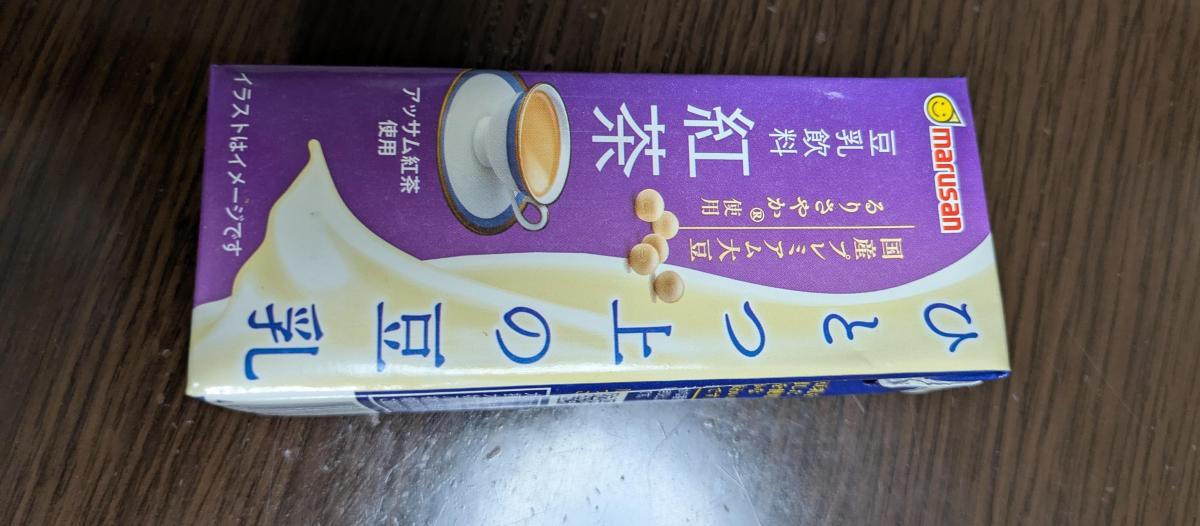 marusan
ひとつ上の豆乳
国産プレミアム大豆
るりさやか®使用
豆乳飲料
紅茶
アッサム紅茶
使用
イラストはイメージです